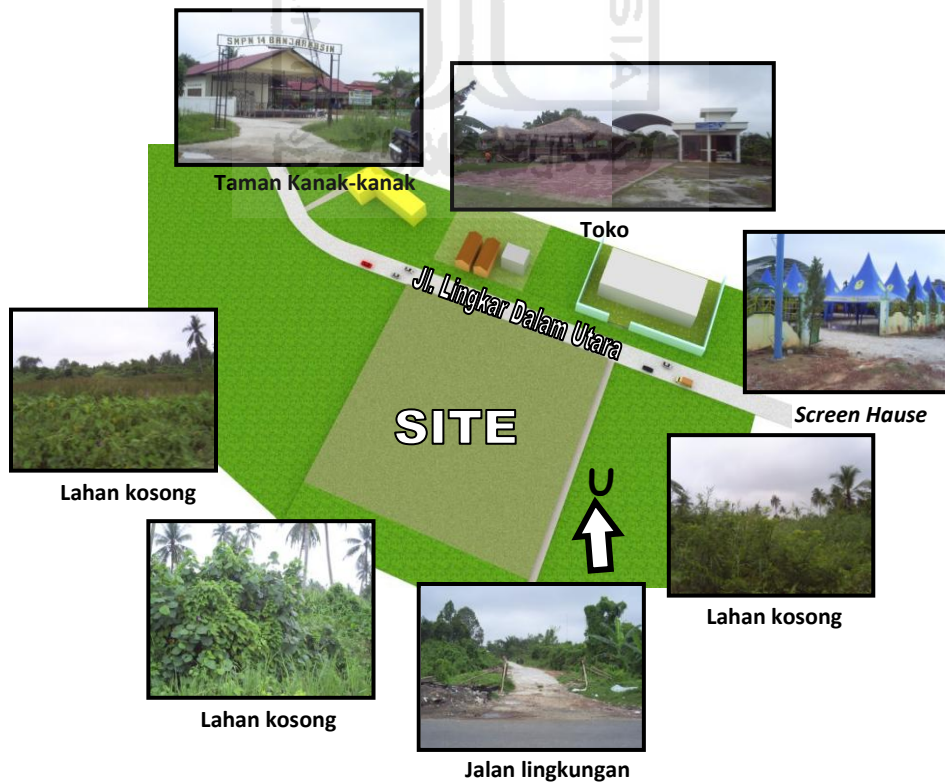 SMPN 14 BANJARMASIN
Taman Kanak-kanak
Toko
Jl. Lingkar Dalam Utara
Screen Hause
SITE
Lahan kosong
U
Lahan kosong
Lahan kosong
Jalan lingkungan